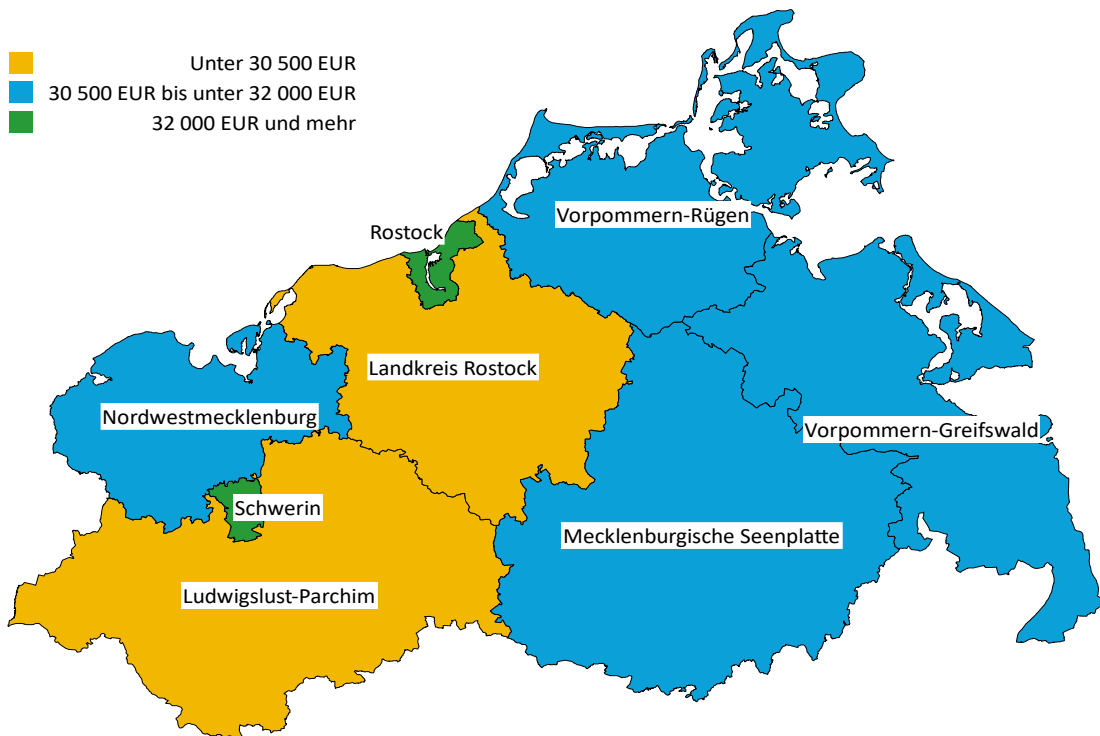 Unter 30 500 EUR
30 500 EUR bis unter 32 000 EUR
32 000 EUR und mehr
Vorpommern-Rügen
Rostock
Landkreis Rostock
Nordwestmecklenburg
Vorpommern-Greifswald
Schwerin
Mecklenburgische Seenplatte
Ludwigslust-Parchim